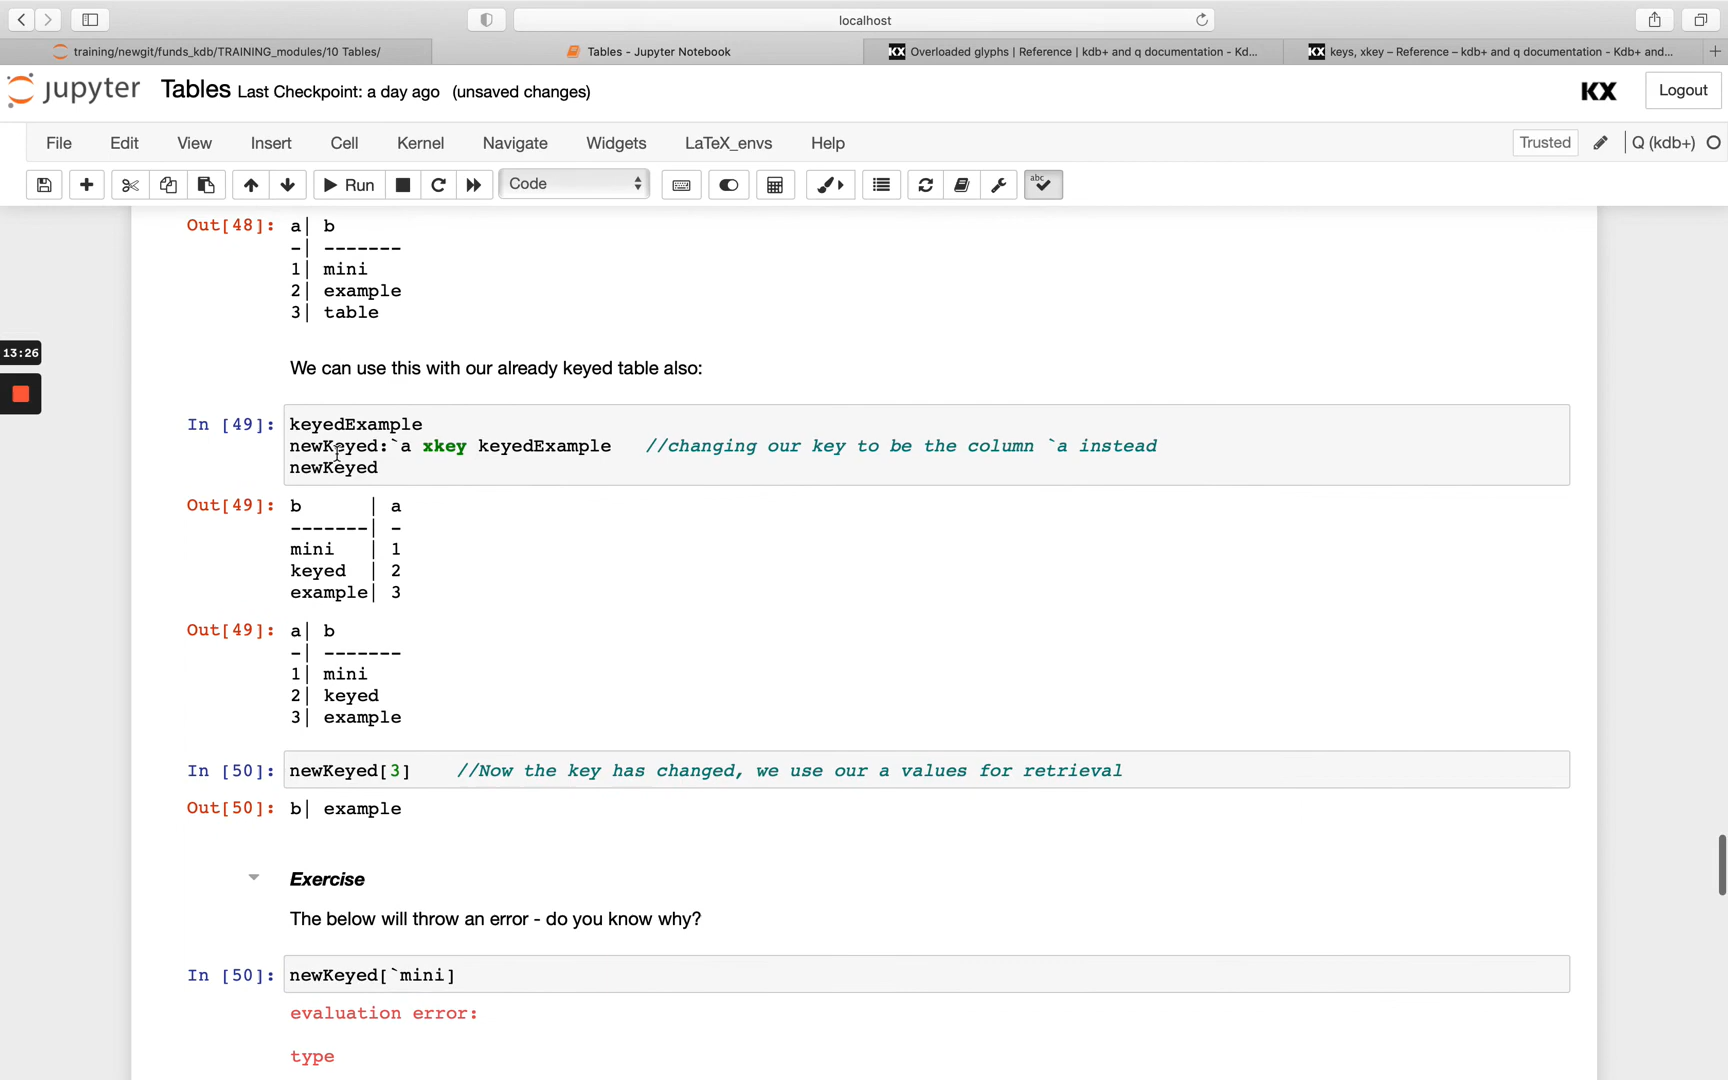 localhost
training/newgit/funds_kdb/TRAINING_modules/10 Tables/
Tables - Jupyter Notebook
KX Overloaded glyphs | Reference | kdb+ and q documentation - Kd...
KX keys, xkey – Reference – kdb+ and q documentation - Kdb+ and...
jupyter Tables Last Checkpoint: a day ago (unsaved changes)
KX
Logout
File Edit View Insert Cell Kernel Navigate Widgets LaTeX_envs Help
Trusted
Q (kdb+)
Run
Code
abc
Out[48]: a| b
-| -------
1| mini
2| example
3| table
13:26
We can use this with our already keyed table also:
In [49]: keyedExample
newKeyed:`a xkey keyedExample //changing our key to be the column `a instead
newKeyed
Out[49]: b | a
-------| -
mini | 1
keyed | 2
example| 3
Out[49]: a| b
-| -------
1| mini
2| keyed
3| example
In [50]: newKeyed[3] //Now the key has changed, we use our a values for retrieval
Out[50]: b| example
Exercise
The below will throw an error - do you know why?
In [50]: newKeyed[`mini]
evaluation error:
type